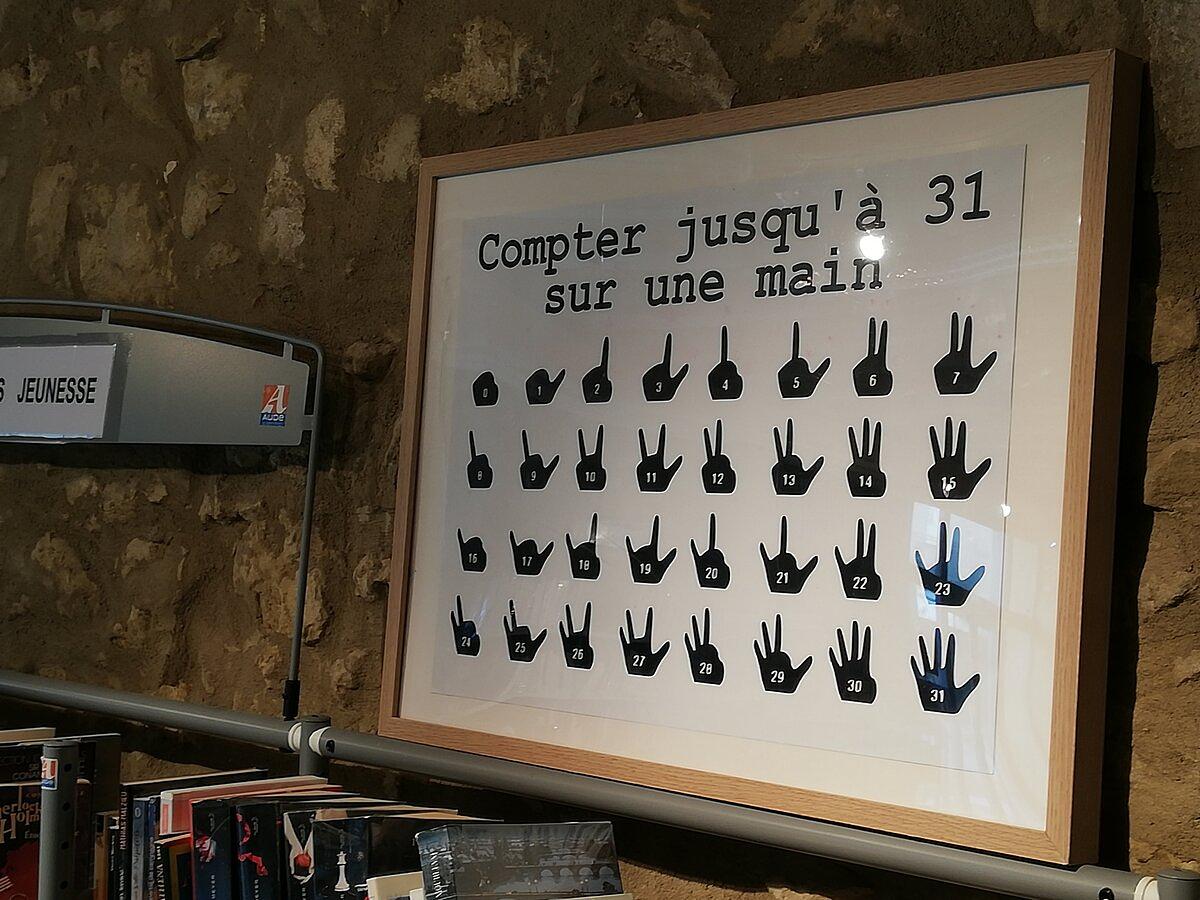 Compter jusqu'à 31
sur une main
0 1 2 3 4 5 6 7
8 9 10 11 12 13 14 15
16 17 18 19 20 21 22 23
24 25 26 27 28 29 30 31
S JEUNESSE
A
AUDE
Holm